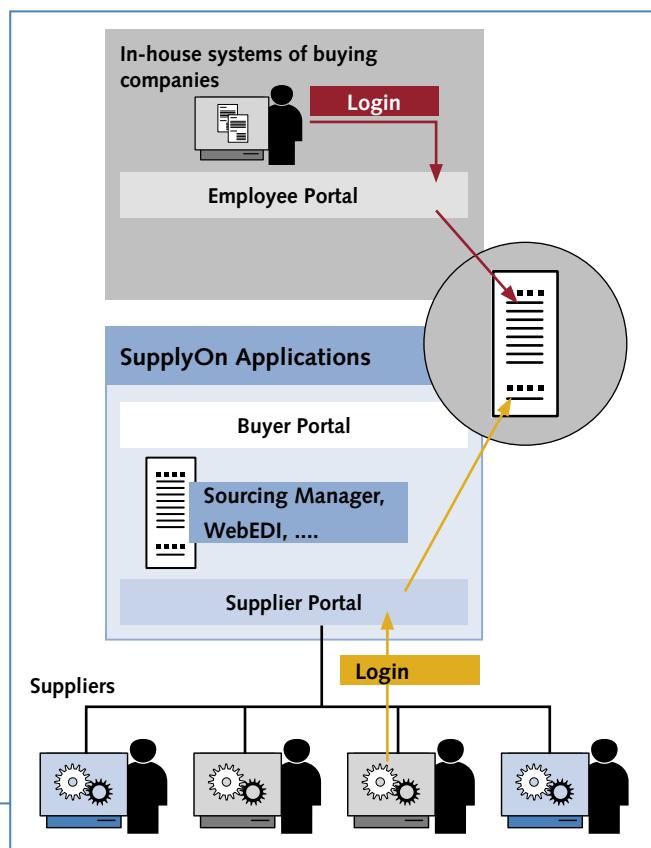 In-house systems of buying
companies
Login
Employee Portal
SupplyOn Applications
Buyer Portal
Sourcing Manager,
WebEDI, ....
Supplier Portal
Login
Suppliers